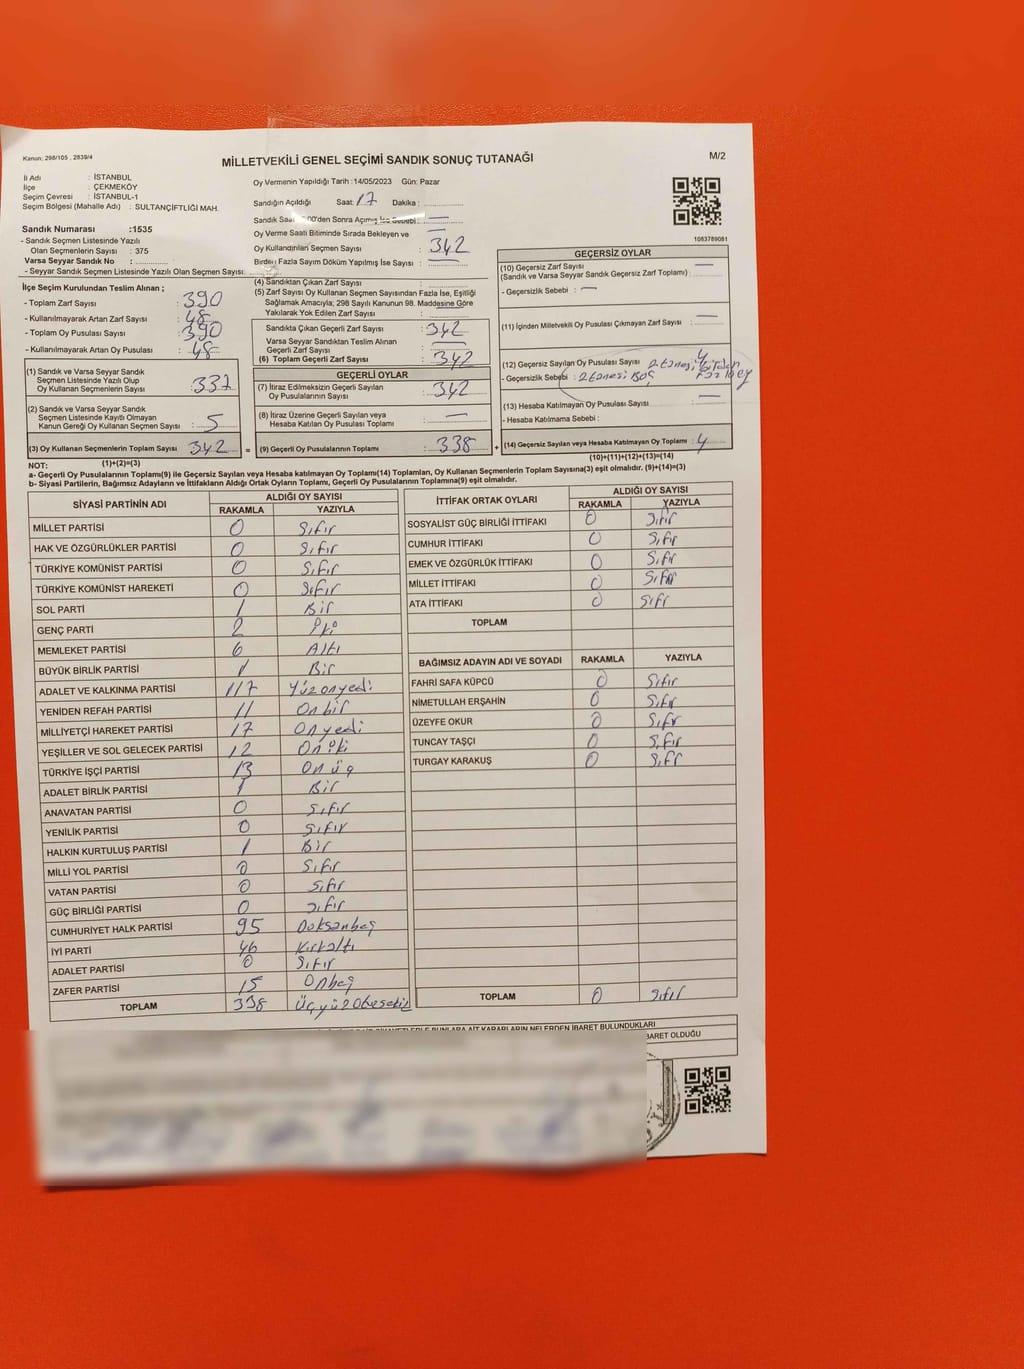 Kanun: 298/105 , 2839/4
MİLLETVEKİLİ GENEL SEÇİMİ SANDIK SONUÇ TUTANAĞI
M/2
İl Adı : İSTANBUL
İlçe : ÇEKMEKÖY
Seçim Çevresi : İSTANBUL-1
Seçim Bölgesi (Mahalle Adı) : SULTANÇİFTLİĞİ MAH.
Sandık Numarası :1535
- Sandık Seçmen Listesinde Yazılı
Olan Seçmenlerin Sayısı : 375
Varsa Seyyar Sandık No :
- Seyyar Sandık Seçmen Listesinde Yazılı Olan Seçmen Sayısı:
İlçe Seçim Kurulundan Teslim Alınan ;
- Toplam Zarf Sayısı : 390
- Kullanılmayarak Artan Zarf Sayısı : 48
- Toplam Oy Pusulası Sayısı : 390
- Kullanılmayarak Artan Oy Pusulası : 48
(1) Sandık ve Varsa Seyyar Sandık
Seçmen Listesinde Yazılı Olup
Oy Kullanan Seçmenlerin Sayısı : 337
(2) Sandık ve Varsa Seyyar Sandık
Seçmen Listesinde Kayıtlı Olmayan
Kanun Gereği Oy Kullanan Seçmen Sayısı : 5
(3) Oy Kullanan Seçmenlerin Toplam Sayısı : 342
(1)+(2)=(3)
Oy Vermenin Yapıldığı Tarih :14/05/2023 Gün: Pazar
Sandığın Açıldığı Saat: 17 Dakika :
Sandık Saat 00'den Sonra Açımış İse Sebebi : —
Oy Verme Saati Bitiminde Sırada Bekleyen ve
Oy Kullandırılan Seçmen Sayısı : 342
Birden Fazla Sayım Döküm Yapılmış İse Sayısı : —
(4) Sandıktan Çıkan Zarf Sayısı :
(5) Zarf Sayısı Oy Kullanan Seçmen Sayısından Fazla İse, Eşitliği
Sağlamak Amacıyla; 298 Sayılı Kanunun 98. Maddesine Göre
Yakılarak Yok Edilen Zarf Sayısı :
Sandıkta Çıkan Geçerli Zarf Sayısı : 342
Varsa Seyyar Sandıktan Teslim Alınan
Geçerli Zarf Sayısı : —
(6) Toplam Geçerli Zarf Sayısı : 342
GEÇERLİ OYLAR
(7) İtiraz Edilmeksizin Geçerli Sayılan
Oy Pusulalarının Sayısı : 342
(8) İtiraz Üzerine Geçerli Sayılan veya
Hesaba Katılan Oy Pusulası Toplamı : —
= (9) Geçerli Oy Pusulalarının Toplamı : 338 +
1083789081
GEÇERSİZ OYLAR
(10) Geçersiz Zarf Sayısı
(Sandık ve Varsa Seyyar Sandık Geçersiz Zarf Toplamı) : —
- Geçersizlik Sebebi : —
(11) İçinden Milletvekili Oy Pusulası Çıkmayan Zarf Sayısı : —
(12) Geçersiz Sayılan Oy Pusulası Sayısı : 4
- Geçersizlik Sebebi : 2 tanesi Boş 2 tanesi Birden Fazla oy
(13) Hesaba Katılmayan Oy Pusulası Sayısı : —
- Hesaba Katılmama Sebebi :
(14) Geçersiz Sayılan veya Hesaba Katılmayan Oy Toplamı : 4
(10)+(11)+(12)+(13)=(14)
NOT:
a- Geçerli Oy Pusulalarının Toplamı(9) ile Geçersiz Sayılan veya Hesaba katılmayan Oy Toplamı(14) Toplamları, Oy Kullanan Seçmenlerin Toplam Sayısına(3) eşit olmalıdır. (9)+(14)=(3)
b- Siyasi Partilerin, Bağımsız Adayların ve İttifakların Aldığı Ortak Oyların Toplamı, Geçerli Oy Pusulalarının Toplamına(9) eşit olmalıdır.
SİYASİ PARTİNİN ADI ALDIĞI OY SAYISI
RAKAMLA YAZIYLA
MİLLET PARTİSİ 0 Sıfır
HAK VE ÖZGÜRLÜKLER PARTİSİ 0 Sıfır
TÜRKİYE KOMÜNİST PARTİSİ 0 Sıfır
TÜRKİYE KOMÜNİST HAREKETİ 0 Sıfır
SOL PARTİ 1 Bir
GENÇ PARTİ 2 İki
MEMLEKET PARTİSİ 6 Altı
BÜYÜK BİRLİK PARTİSİ 1 Bir
ADALET VE KALKINMA PARTİSİ 117 Yüzonyedi
YENİDEN REFAH PARTİSİ 11 Onbir
MİLLİYETÇİ HAREKET PARTİSİ 17 Onyedi
YEŞİLLER VE SOL GELECEK PARTİSİ 12 Oniki
TÜRKİYE İŞÇİ PARTİSİ 13 Onüç
ADALET BİRLİK PARTİSİ 1 Bir
ANAVATAN PARTİSİ 0 Sıfır
YENİLİK PARTİSİ 0 Sıfır
HALKIN KURTULUŞ PARTİSİ 1 Bir
MİLLİ YOL PARTİSİ 0 Sıfır
VATAN PARTİSİ 0 Sıfır
GÜÇ BİRLİĞİ PARTİSİ 0 Sıfır
CUMHURİYET HALK PARTİSİ 95 Doksanbeş
İYİ PARTİ 46 Kırkaltı
ADALET PARTİSİ 0 Sıfır
ZAFER PARTİSİ 15 Onbeş
TOPLAM 338 Üçyüzotuzsekiz
İTTİFAK ORTAK OYLARI ALDIĞI OY SAYISI
RAKAMLA YAZIYLA
SOSYALİST GÜÇ BİRLİĞİ İTTİFAKI 0 Sıfır
CUMHUR İTTİFAKI 0 Sıfır
EMEK VE ÖZGÜRLÜK İTTİFAKI 0 Sıfır
MİLLET İTTİFAKI 0 Sıfır
ATA İTTİFAKI 0 Sıfr
TOPLAM
BAĞIMSIZ ADAYIN ADI VE SOYADI RAKAMLA YAZIYLA
FAHRİ SAFA KÜPCÜ 0 Sıfır
NİMETULLAH ERŞAHİN 0 Sıfır
ÜZEYFE OKUR 0 Sıfır
TUNCAY TAŞÇI 0 Sıfır
TURGAY KARAKUŞ 0 Sıfr
TOPLAM 0 Sıfır
BUNLARA AİT KARARLARIN NELERDEN İBARET BULUNDUKLARI
BARET OLDUĞU